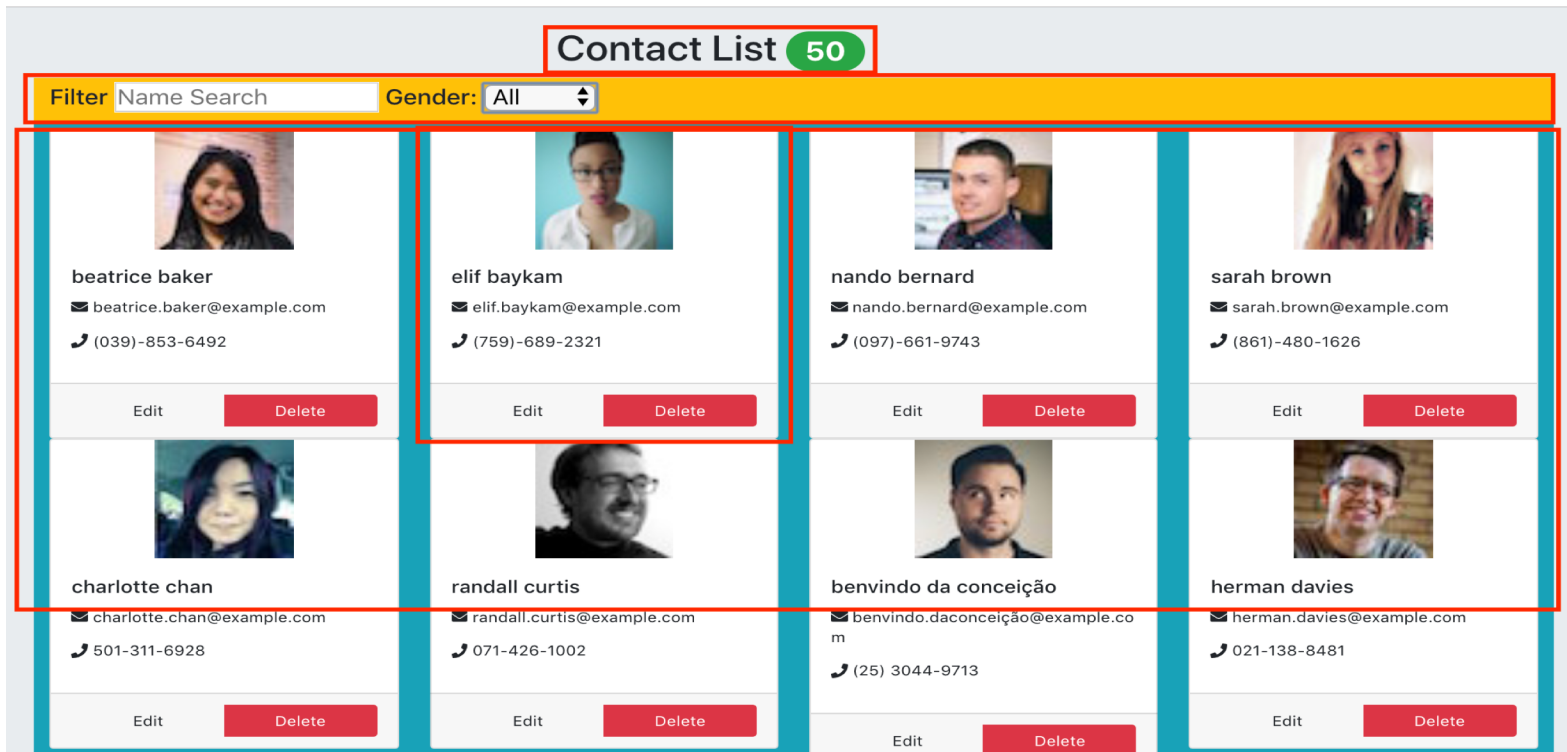 Contact List 50
Filter Name Search Gender: All
beatrice baker
beatrice.baker@example.com
(039)-853-6492
Edit Delete
elif baykam
elif.baykam@example.com
(759)-689-2321
Edit Delete
nando bernard
nando.bernard@example.com
(097)-661-9743
Edit Delete
sarah brown
sarah.brown@example.com
(861)-480-1626
Edit Delete
charlotte chan
charlotte.chan@example.com
501-311-6928
Edit Delete
randall curtis
randall.curtis@example.com
071-426-1002
Edit Delete
benvindo da conceição
benvindo.daconceição@example.co
m
(25) 3044-9713
Edit Delete
herman davies
herman.davies@example.com
021-138-8481
Edit Delete